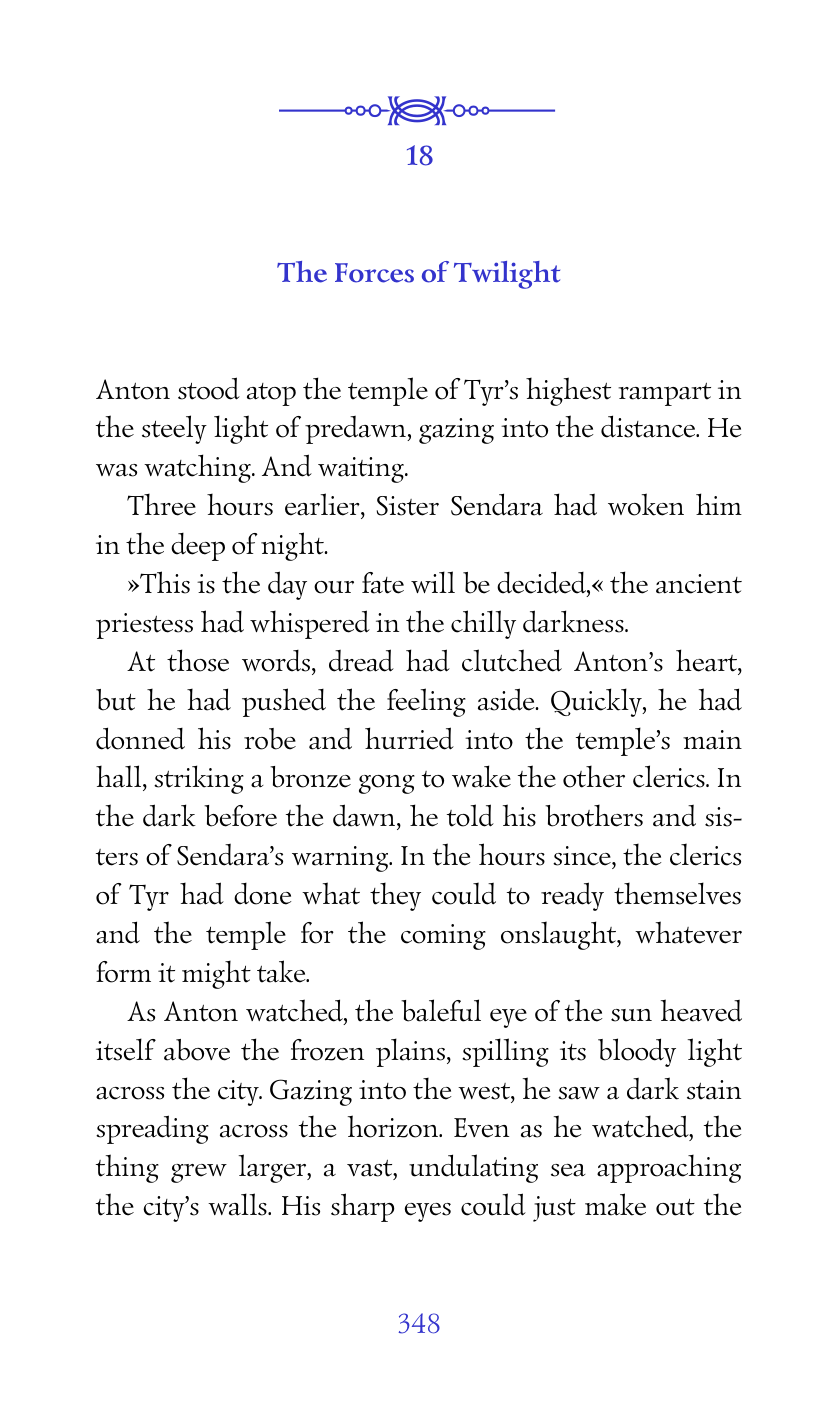 18
The Forces of Twilight
Anton stood atop the temple of Tyr’s highest rampart in
the steely light of predawn, gazing into the distance. He
was watching. And waiting.
Three hours earlier, Sister Sendara had woken him
in the deep of night.
»This is the day our fate will be decided,« the ancient
priestess had whispered in the chilly darkness.
At those words, dread had clutched Anton’s heart,
but he had pushed the feeling aside. Quickly, he had
donned his robe and hurried into the temple’s main
hall, striking a bronze gong to wake the other clerics. In
the dark before the dawn, he told his brothers and sis-
ters of Sendara’s warning. In the hours since, the clerics
of Tyr had done what they could to ready themselves
and the temple for the coming onslaught, whatever
form it might take.
As Anton watched, the baleful eye of the sun heaved
itself above the frozen plains, spilling its bloody light
across the city. Gazing into the west, he saw a dark stain
spreading across the horizon. Even as he watched, the
thing grew larger, a vast, undulating sea approaching
the city’s walls. His sharp eyes could just make out the
348